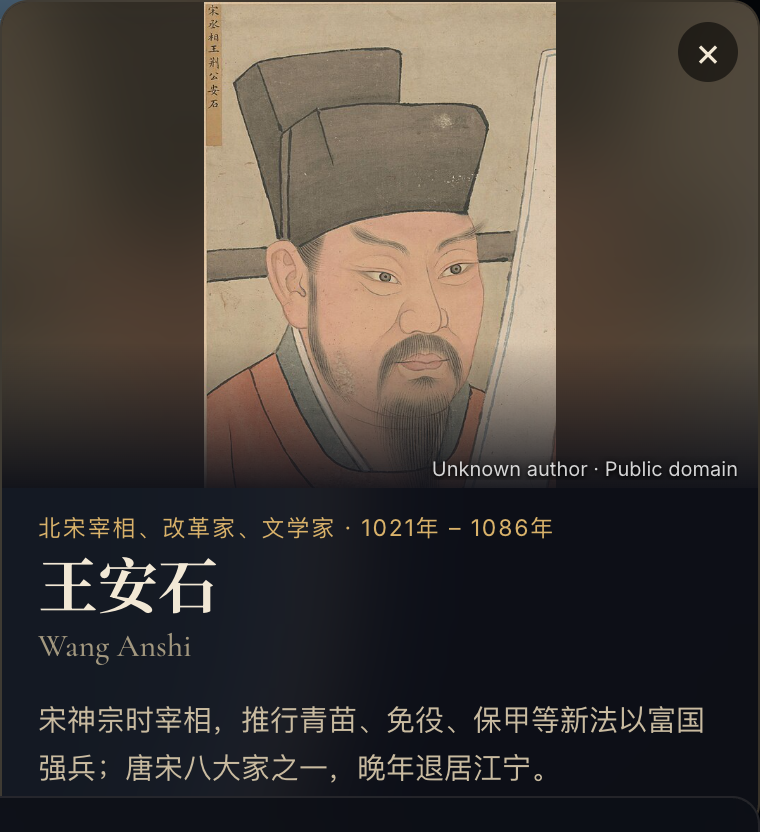 宋丞相王荆公安石
Unknown author · Public domain
北宋宰相、改革家、文学家 · 1021年 – 1086年
王安石
Wang Anshi
宋神宗时宰相，推行青苗、免役、保甲等新法以富国
强兵；唐宋八大家之一，晚年退居江宁。